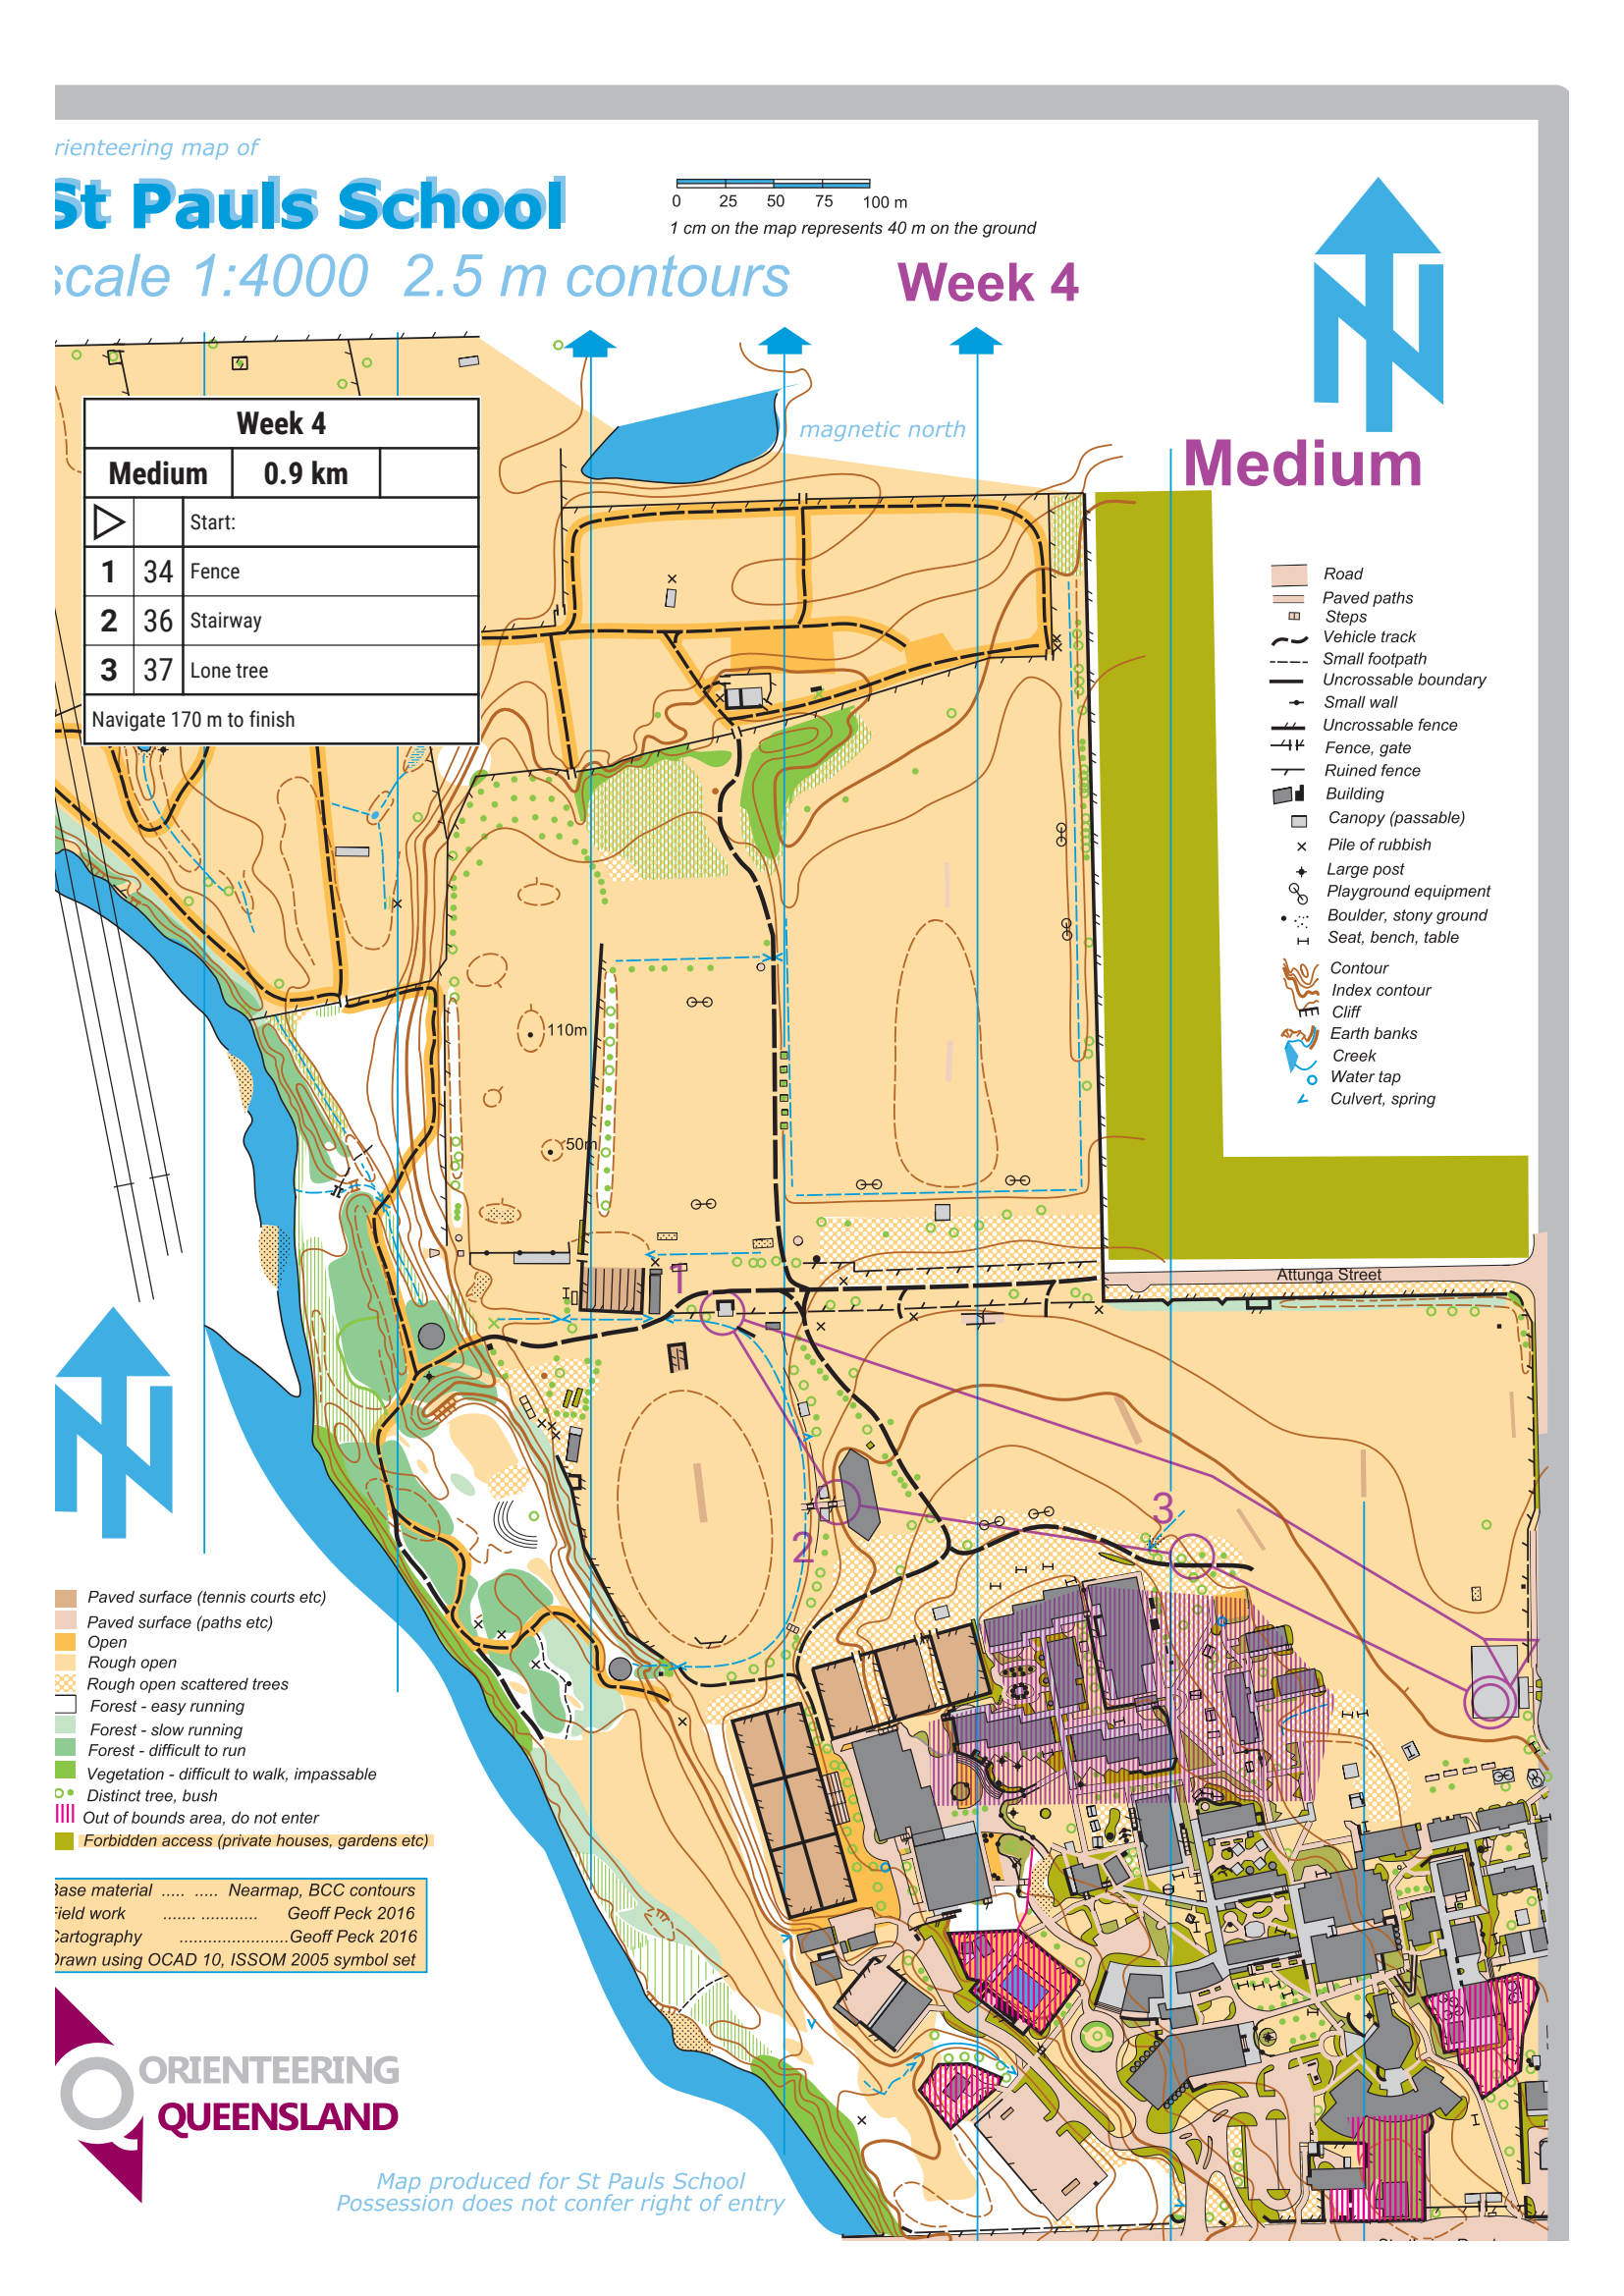 rienteering map of
St Pauls School
scale 1:4000 2.5 m contours
0 25 50 75 100 m
1 cm on the map represents 40 m on the ground
Week 4
magnetic north
Medium
Week 4
Medium 0.9 km
Start:
1 34 Fence
2 36 Stairway
3 37 Lone tree
Navigate 170 m to finish
Road
Paved paths
Steps
Vehicle track
Small footpath
Uncrossable boundary
Small wall
Uncrossable fence
Fence, gate
Ruined fence
Building
Canopy (passable)
Pile of rubbish
Large post
Playground equipment
Boulder, stony ground
Seat, bench, table
Contour
Index contour
Cliff
Earth banks
Creek
Water tap
Culvert, spring
110m
50m
Attunga Street
1
2
3
Paved surface (tennis courts etc)
Paved surface (paths etc)
Open
Rough open
Rough open scattered trees
Forest - easy running
Forest - slow running
Forest - difficult to run
Vegetation - difficult to walk, impassable
Distinct tree, bush
Out of bounds area, do not enter
Forbidden access (private houses, gardens etc)
Base material ..... ..... Nearmap, BCC contours
Field work ....... ............ Geoff Peck 2016
Cartography .......................Geoff Peck 2016
Drawn using OCAD 10, ISSOM 2005 symbol set
ORIENTEERING
QUEENSLAND
Map produced for St Pauls School
Possession does not confer right of entry